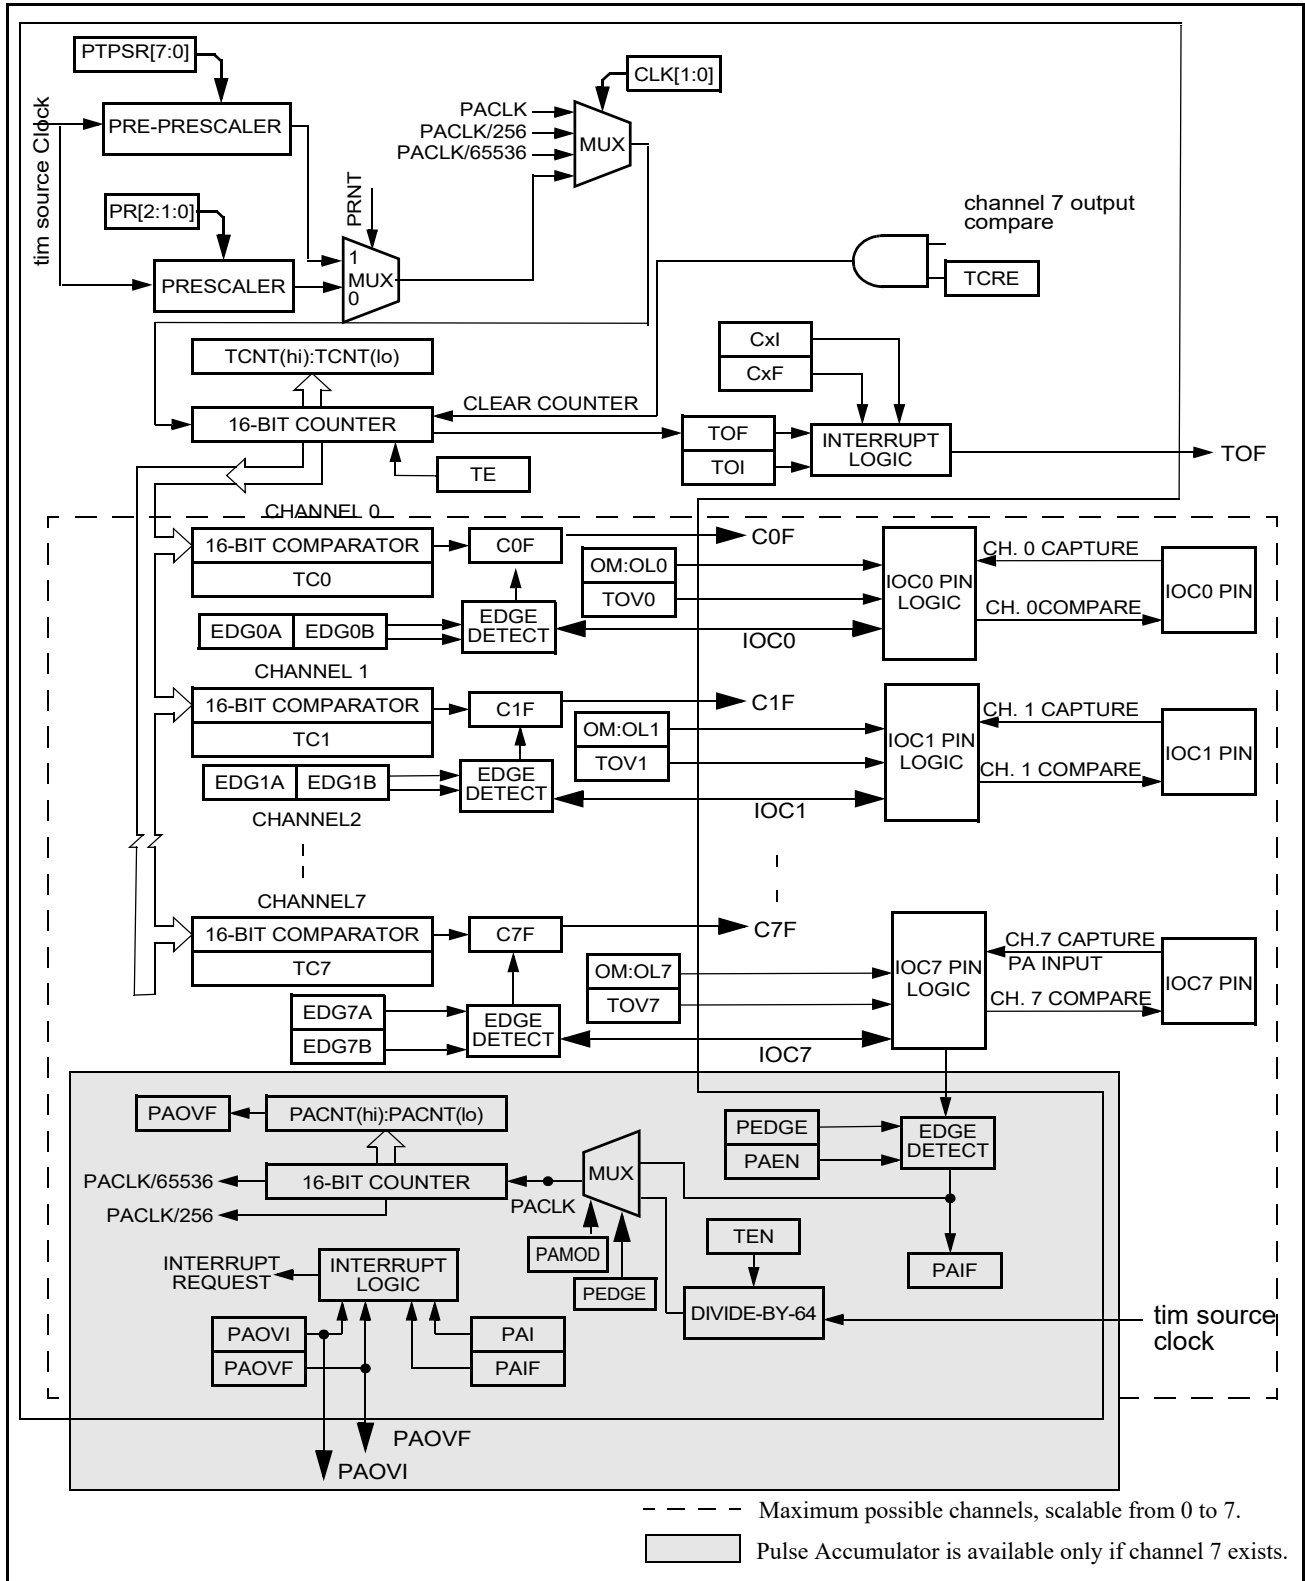 PTPSR[7:0]
CLK[1:0]
tim source Clock
PRE-PRESCALER
PACLK
PACLK/256
PACLK/65536
MUX
PR[2:1:0]
PRNT
channel 7 output
compare
PRESCALER
1
MUX
0
TCRE
TCNT(hi):TCNT(lo)
CxI
CxF
CLEAR COUNTER
16-BIT COUNTER
TOF
TOI
INTERRUPT
LOGIC
TOF
TE
CHANNEL 0
16-BIT COMPARATOR
TC0
C0F
C0F
OM:OL0
TOV0
IOC0 PIN
LOGIC
CH. 0 CAPTURE
CH. 0COMPARE
IOC0 PIN
EDG0A
EDG0B
EDGE
DETECT
IOC0
CHANNEL 1
16-BIT COMPARATOR
TC1
C1F
C1F
OM:OL1
TOV1
IOC1 PIN
LOGIC
CH. 1 CAPTURE
CH. 1 COMPARE
IOC1 PIN
EDG1A
EDG1B
EDGE
DETECT
IOC1
CHANNEL2
CHANNEL7
16-BIT COMPARATOR
TC7
C7F
C7F
OM:OL7
TOV7
IOC7 PIN
LOGIC
CH.7 CAPTURE
PA INPUT
CH. 7 COMPARE
IOC7 PIN
EDG7A
EDG7B
EDGE
DETECT
IOC7
PAOVF
PACNT(hi):PACNT(lo)
PEDGE
PAEN
EDGE
DETECT
MUX
PACLK/65536
16-BIT COUNTER
PACLK
PACLK/256
PAMOD
PEDGE
TEN
PAIF
INTERRUPT
REQUEST
INTERRUPT
LOGIC
DIVIDE-BY-64
tim source
clock
PAOVI
PAOVF
PAI
PAIF
PAOVF
PAOVI
Maximum possible channels, scalable from 0 to 7.
Pulse Accumulator is available only if channel 7 exists.